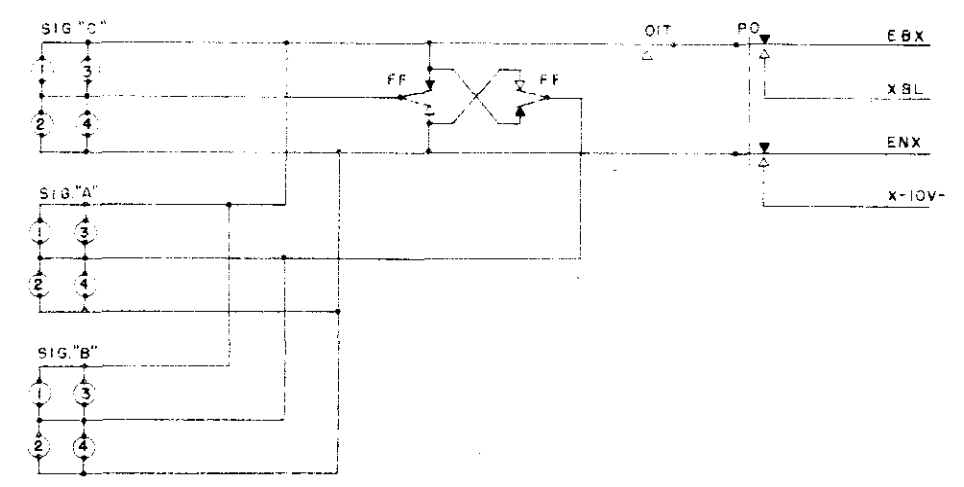 SIG. "C"
OIT
PO
EBX
1
3
FF
FF
XBL
2
4
ENX
SIG. "A"
X-10V-
1
3
2
4
SIG. "B"
1
3
2
4